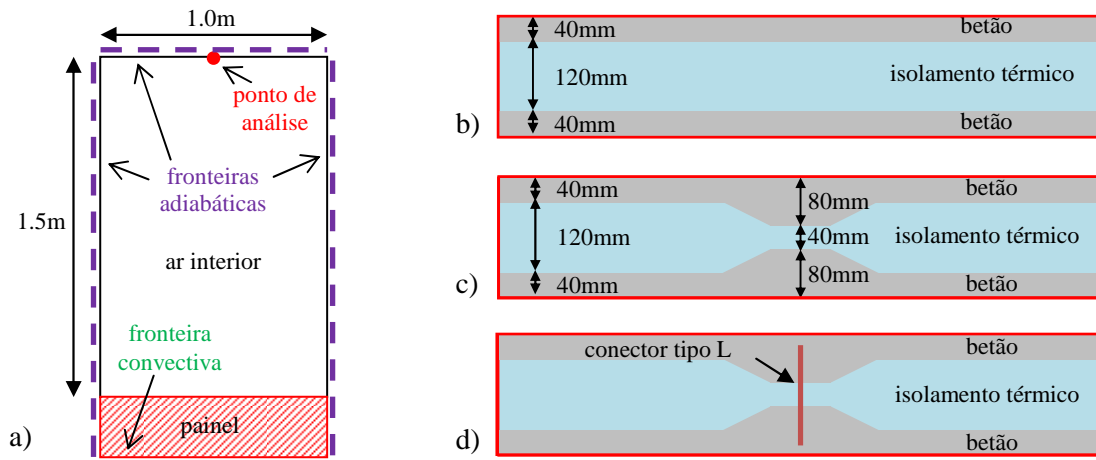 1.0m
ponto de
análise
fronteiras
adiabáticas
1.5m
ar interior
fronteira
convectiva
painel
a)
40mm
betão
120mm
isolamento térmico
40mm
betão
b)
40mm
80mm
betão
120mm
40mm
isolamento térmico
40mm
80mm
betão
c)
conector tipo L
betão
isolamento térmico
betão
d)